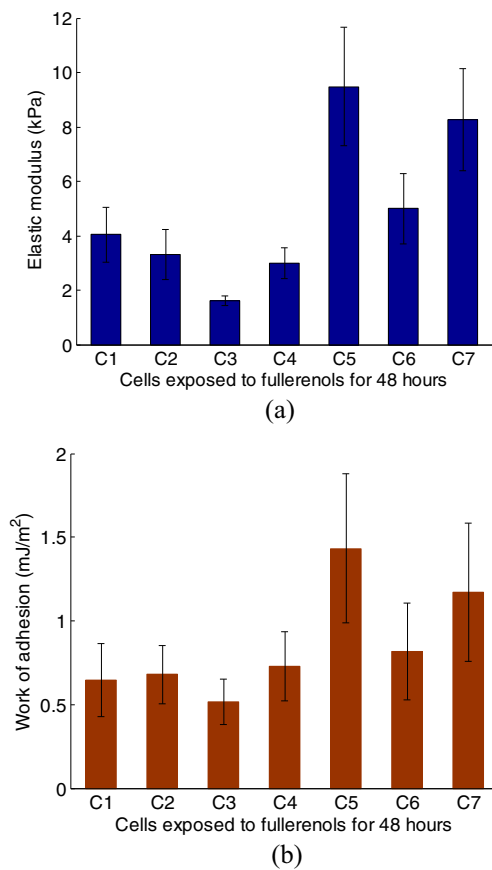 12
10
8
6
4
2
0
Elastic modulus (kPa)
C1 C2 C3 C4 C5 C6 C7
Cells exposed to fullerenols for 48 hours
(a)
2
1.5
1
0.5
0
Work of adhesion (mJ/m²)
C1 C2 C3 C4 C5 C6 C7
Cells exposed to fullerenols for 48 hours
(b)